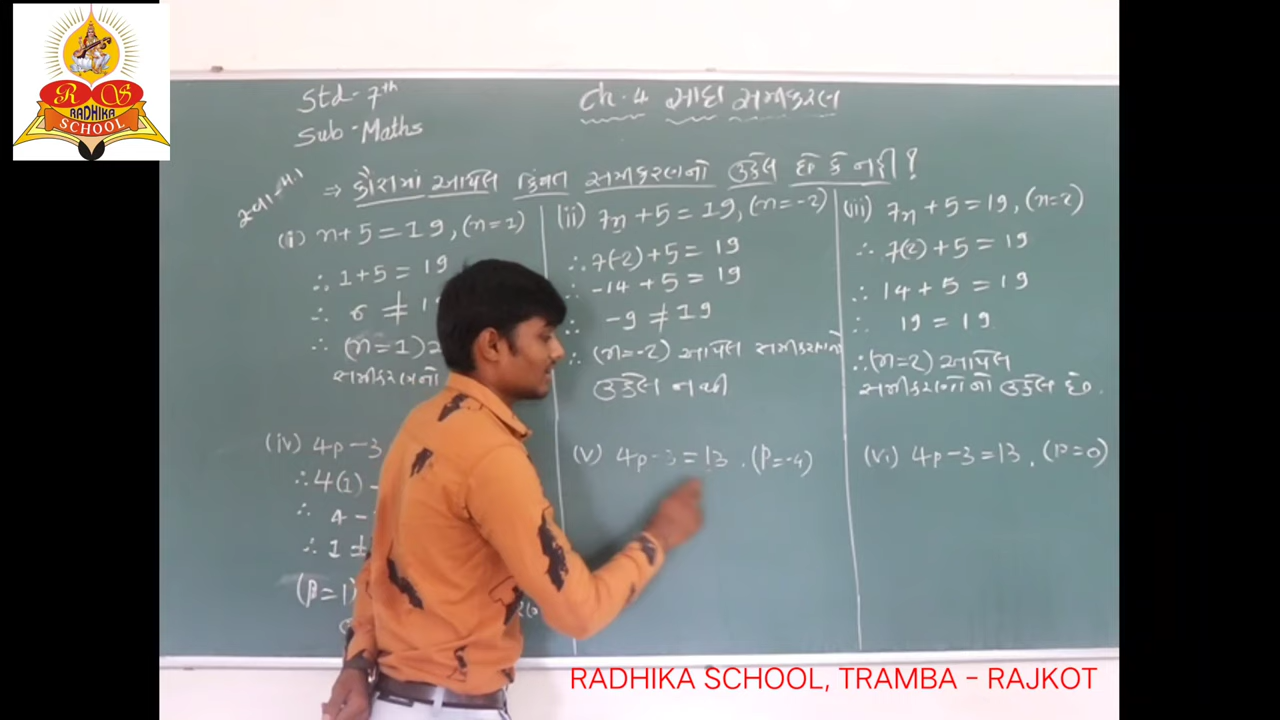 R S
RADHIKA
SCHOOL
Std - 7th
Sub - Maths
Ch. 4 સાદા સમીકરણ
સ્વા - 4.1
⇒ કૌંસમાં આપેલ કિંમત સમીકરણનો ઉકેલ છે કે નહીં ?
(i) n+5 = 19, (n=1)
∴ 1+5 = 19
∴ 6 ≠ 1
∴ (n=1)
સમીકરણનો
(ii) 7n+5 = 19, (n=-2)
∴ 7(-2)+5 = 19
∴ -14+5 = 19
∴ -9 ≠ 19
∴ (n=-2) આપેલ સમીકરણનો
ઉકેલ નથી
(iii) 7n+5 = 19, (n=2)
∴ 7(2)+5 = 19
∴ 14+5 = 19
∴ 19 = 19
∴ (n=2) આપેલ
સમીકરણનો ઉકેલ છે.
(iv) 4p-3
∴ 4(1) -
∴ 4 -
∴ 1 ≠
(p=1)
(v) 4p-3 = 13, (p=-4)
(vi) 4p-3 = 13, (p=0)
RADHIKA SCHOOL, TRAMBA - RAJKOT